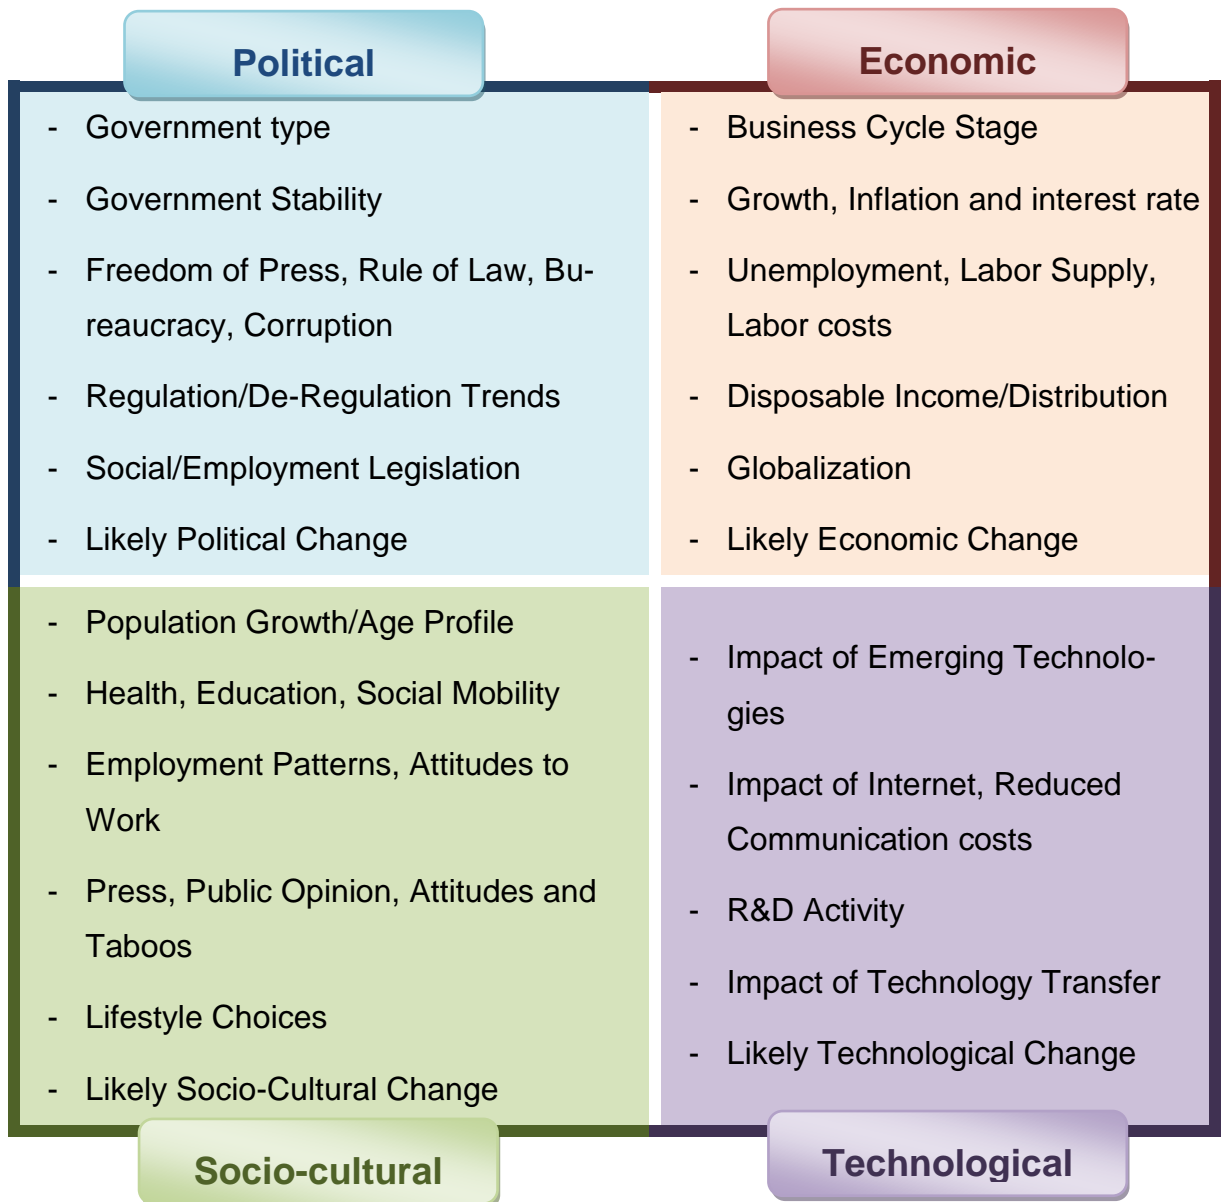 Political
- Government type
- Government Stability
- Freedom of Press, Rule of Law, Bu-
reaucracy, Corruption
- Regulation/De-Regulation Trends
- Social/Employment Legislation
- Likely Political Change
Economic
- Business Cycle Stage
- Growth, Inflation and interest rate
- Unemployment, Labor Supply,
Labor costs
- Disposable Income/Distribution
- Globalization
- Likely Economic Change
- Population Growth/Age Profile
- Health, Education, Social Mobility
- Employment Patterns, Attitudes to
Work
- Press, Public Opinion, Attitudes and
Taboos
- Lifestyle Choices
- Likely Socio-Cultural Change
Socio-cultural
- Impact of Emerging Technolo-
gies
- Impact of Internet, Reduced
Communication costs
- R&D Activity
- Impact of Technology Transfer
- Likely Technological Change
Technological